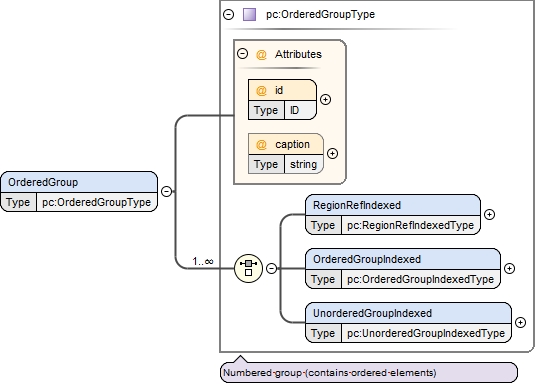 pc:OrderedGroupType
@ Attributes
@ id
Type ID
@ caption
Type string
OrderedGroup
Type pc:OrderedGroupType
1..∞
RegionRefIndexed
Type pc:RegionRefIndexedType
OrderedGroupIndexed
Type pc:OrderedGroupIndexedType
UnorderedGroupIndexed
Type pc:UnorderedGroupIndexedType
Numbered group (contains ordered elements)